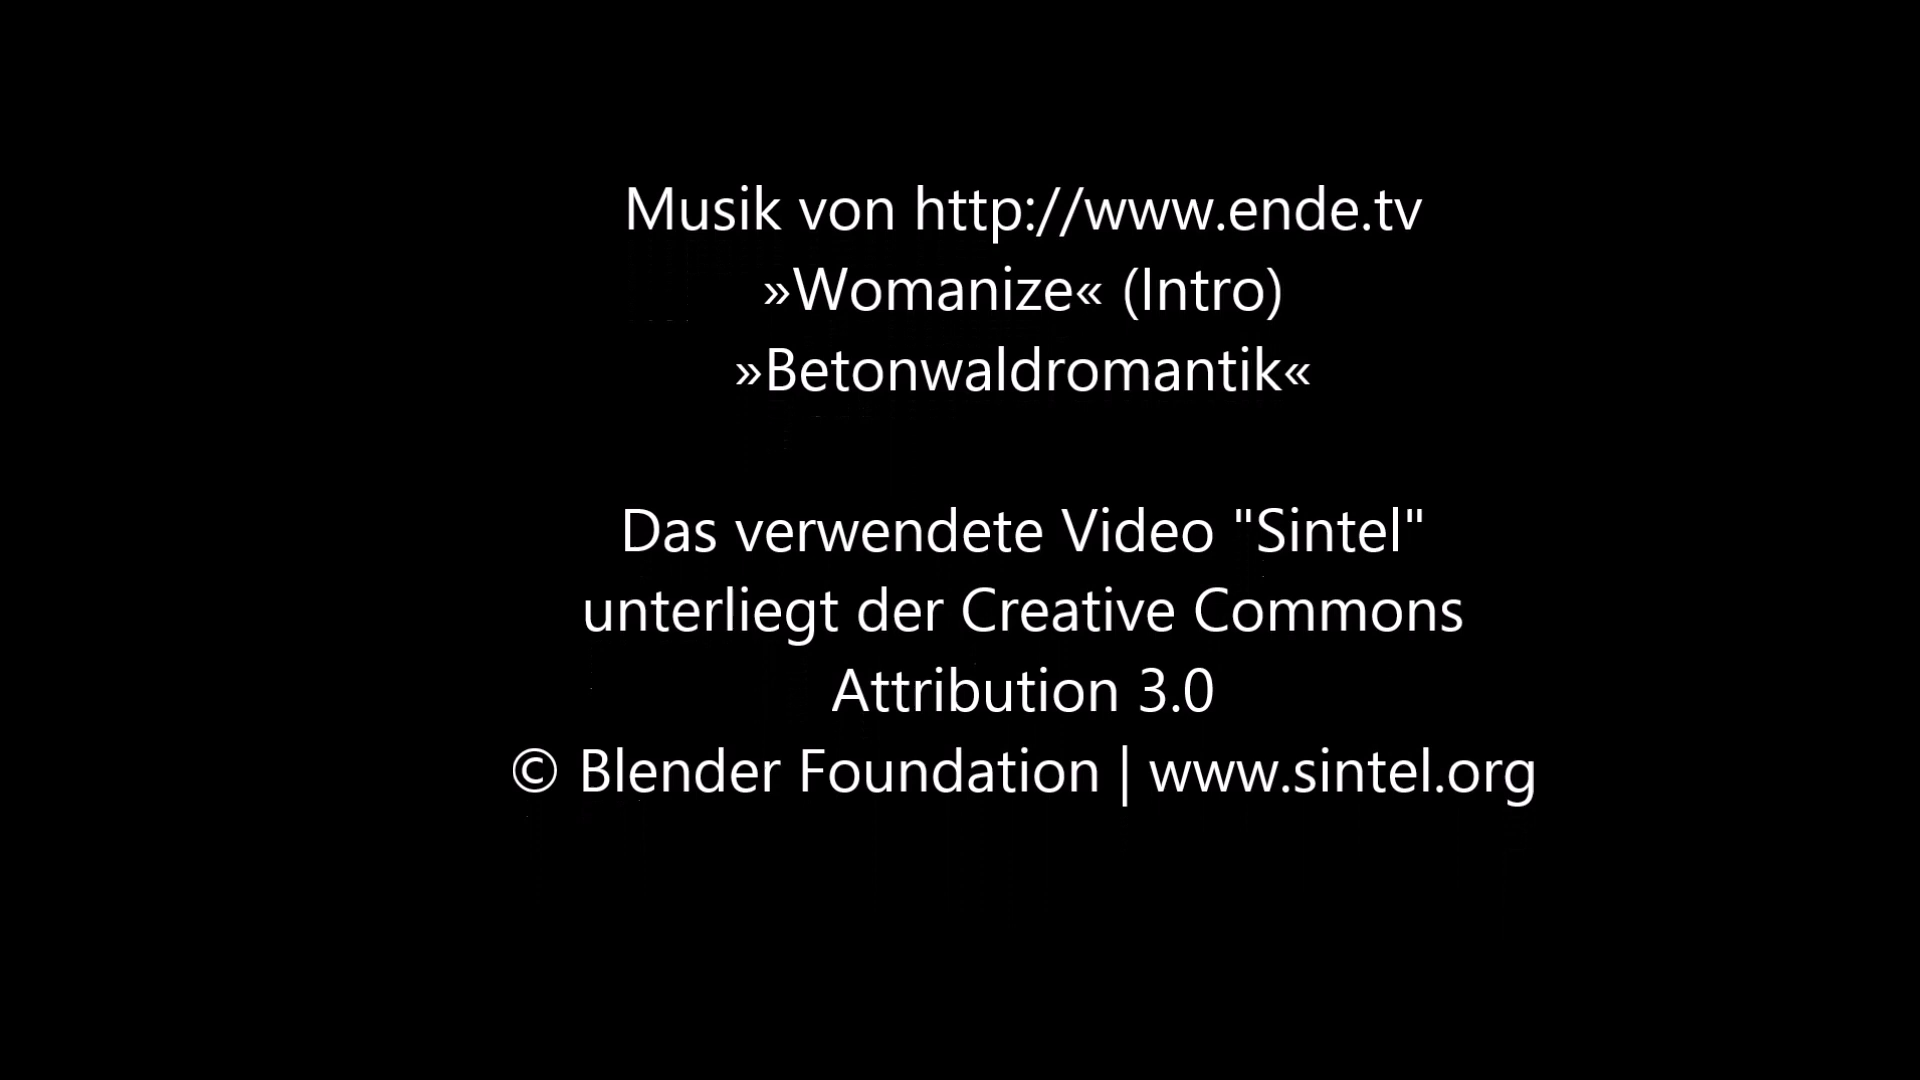 Musik von http://www.ende.tv
»Womanize« (Intro)
»Betonwaldromantik«
Das verwendete Video "Sintel"
unterliegt der Creative Commons
Attribution 3.0
© Blender Foundation | www.sintel.org